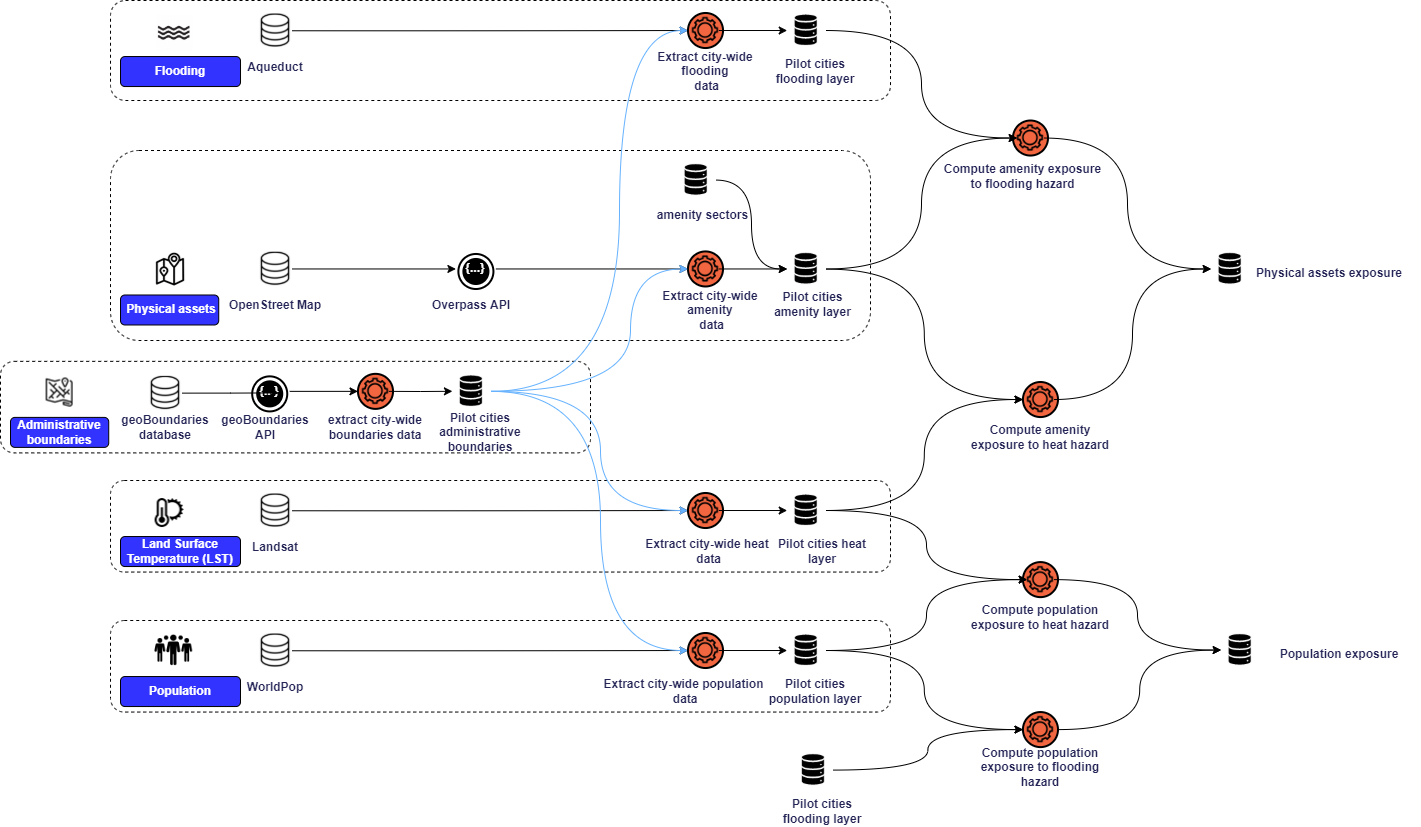 Flooding
Aqueduct
Extract city-wide
flooding
data
Pilot cities
flooding layer
Compute amenity exposure
to flooding hazard
amenity sectors
Physical assets
OpenStreet Map
{...}
Overpass API
Extract city-wide
amenity
data
Pilot cities
amenity layer
Physical assets exposure
Administrative
boundaries
geoBoundaries
database
{...}
geoBoundaries
API
extract city-wide
boundaries data
Pilot cities
administrative
boundaries
Compute amenity
exposure to heat hazard
Land Surface
Temperature (LST)
Landsat
Extract city-wide heat
data
Pilot cities heat
layer
Compute population
exposure to heat hazard
Population
WorldPop
Extract city-wide population
data
Pilot cities
population layer
Population exposure
Compute population
exposure to flooding
hazard
Pilot cities
flooding layer